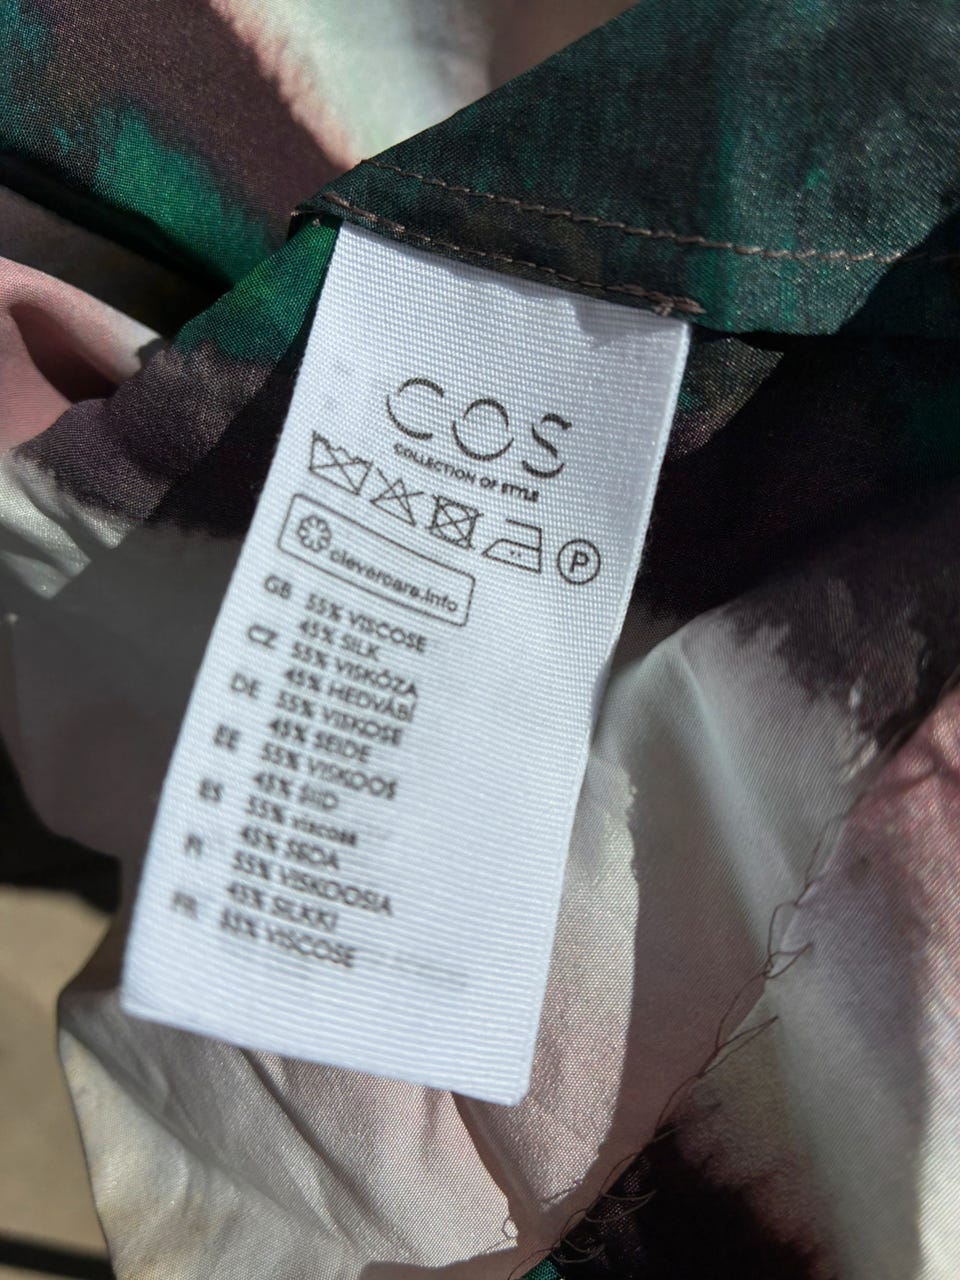 COS
COLLECTION OF STYLE
P
clevercare.info
GB 55% VISCOSE
45% SILK
CZ 55% VISKÓZA
45% HEDVÁBÍ
DE 55% VISKOSE
45% SEIDE
EE 55% VISKOOS
45% SIID
ES 55% viscosa
45% SEDA
FI 55% VISKOOSIA
45% SILKKI
FR 55% VISCOSE